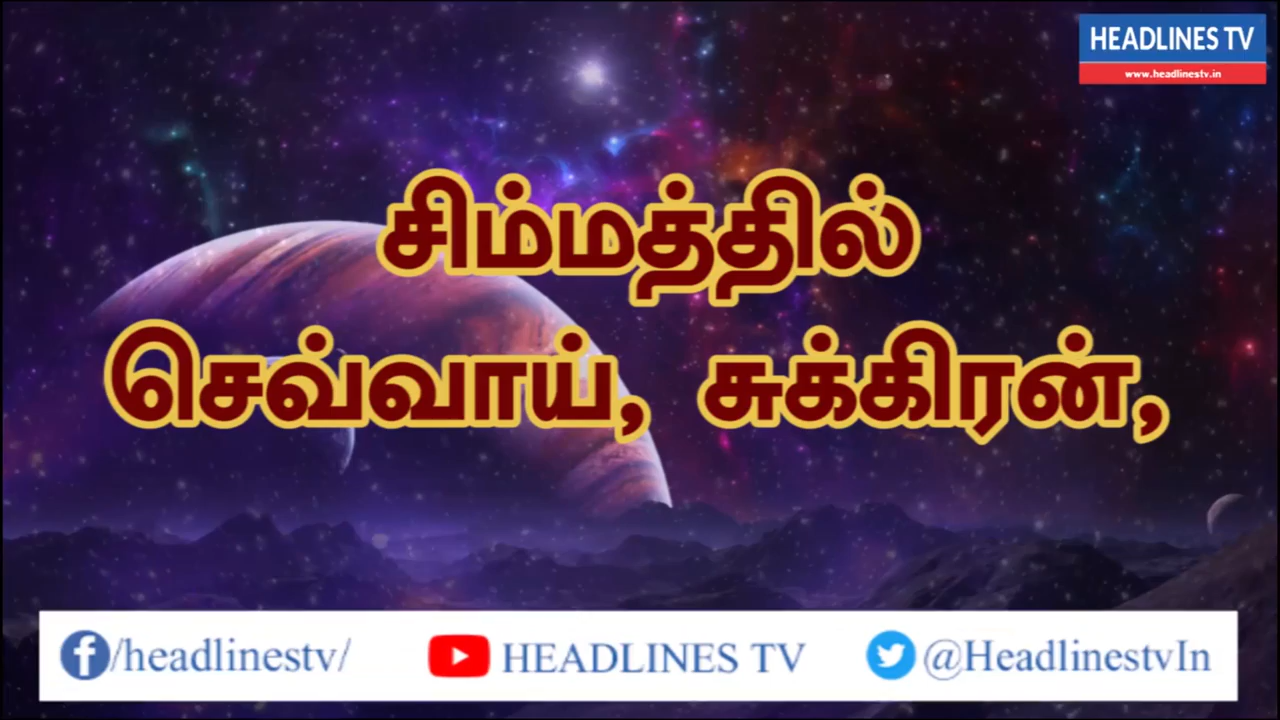 HEADLINES TV
www.headlinestv.in
சிம்மத்தில்
செவ்வாய், சுக்கிரன்,
/headlinestv/ HEADLINES TV @HeadlinestvIn